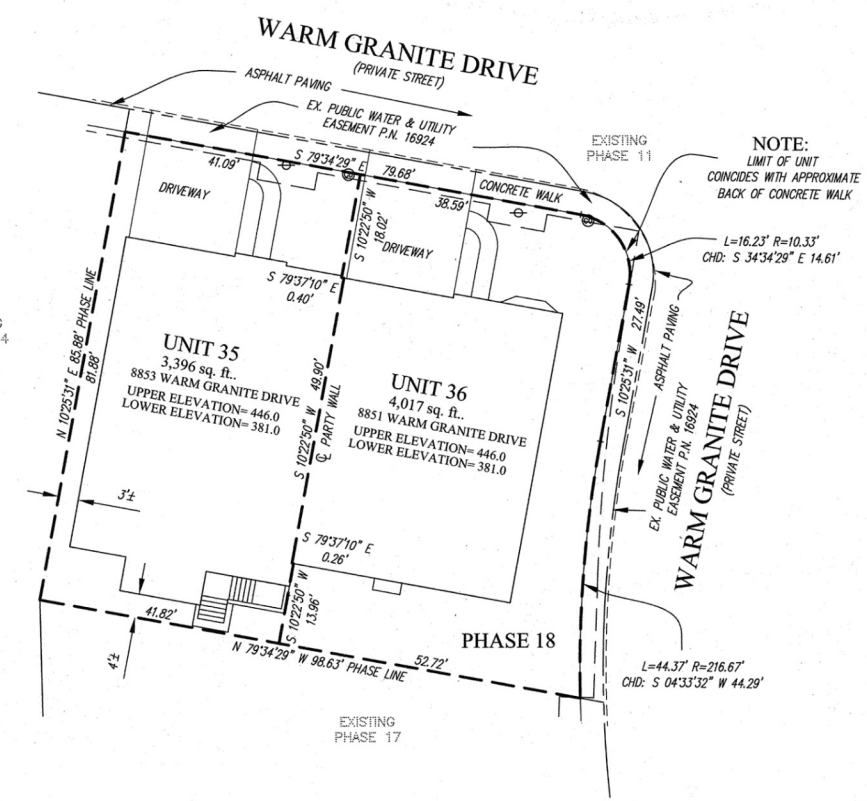 WARM GRANITE DRIVE
(PRIVATE STREET)
ASPHALT PAVING
EX. PUBLIC WATER & UTILITY
EASEMENT P.N. 16924
EXISTING
PHASE 11
NOTE:
LIMIT OF UNIT
COINCIDES WITH APPROXIMATE
BACK OF CONCRETE WALK
S 79°34'29" E
79.68'
41.09'
38.59'
CONCRETE WALK
DRIVEWAY
S 10°22'50" W
18.02'
DRIVEWAY
L=16.23' R=10.33'
CHD: S 34°34'29" E 14.61'
S 79°37'10" E
0.40'
N 10°25'31" E 85.88' PHASE LINE
81.88'
UNIT 35
3,396 sq. ft..
8853 WARM GRANITE DRIVE
UPPER ELEVATION= 446.0
LOWER ELEVATION= 381.0
S 10°22'50" W 49.90'
PARTY WALL
UNIT 36
4,017 sq. ft..
8851 WARM GRANITE DRIVE
UPPER ELEVATION= 446.0
LOWER ELEVATION= 381.0
S 10°25'31" W 27.49'
ASPHALT PAVING
EX. PUBLIC WATER & UTILITY
EASEMENT P.N. 16924
WARM GRANITE DRIVE
(PRIVATE STREET)
3'±
S 79°37'10" E
0.26'
S 10°22'50" W
13.96'
41.82'
4'±
N 79°34'29" W 98.63' PHASE LINE
52.72'
PHASE 18
L=44.37' R=216.67'
CHD: S 04°33'32" W 44.29'
EXISTING
PHASE 17